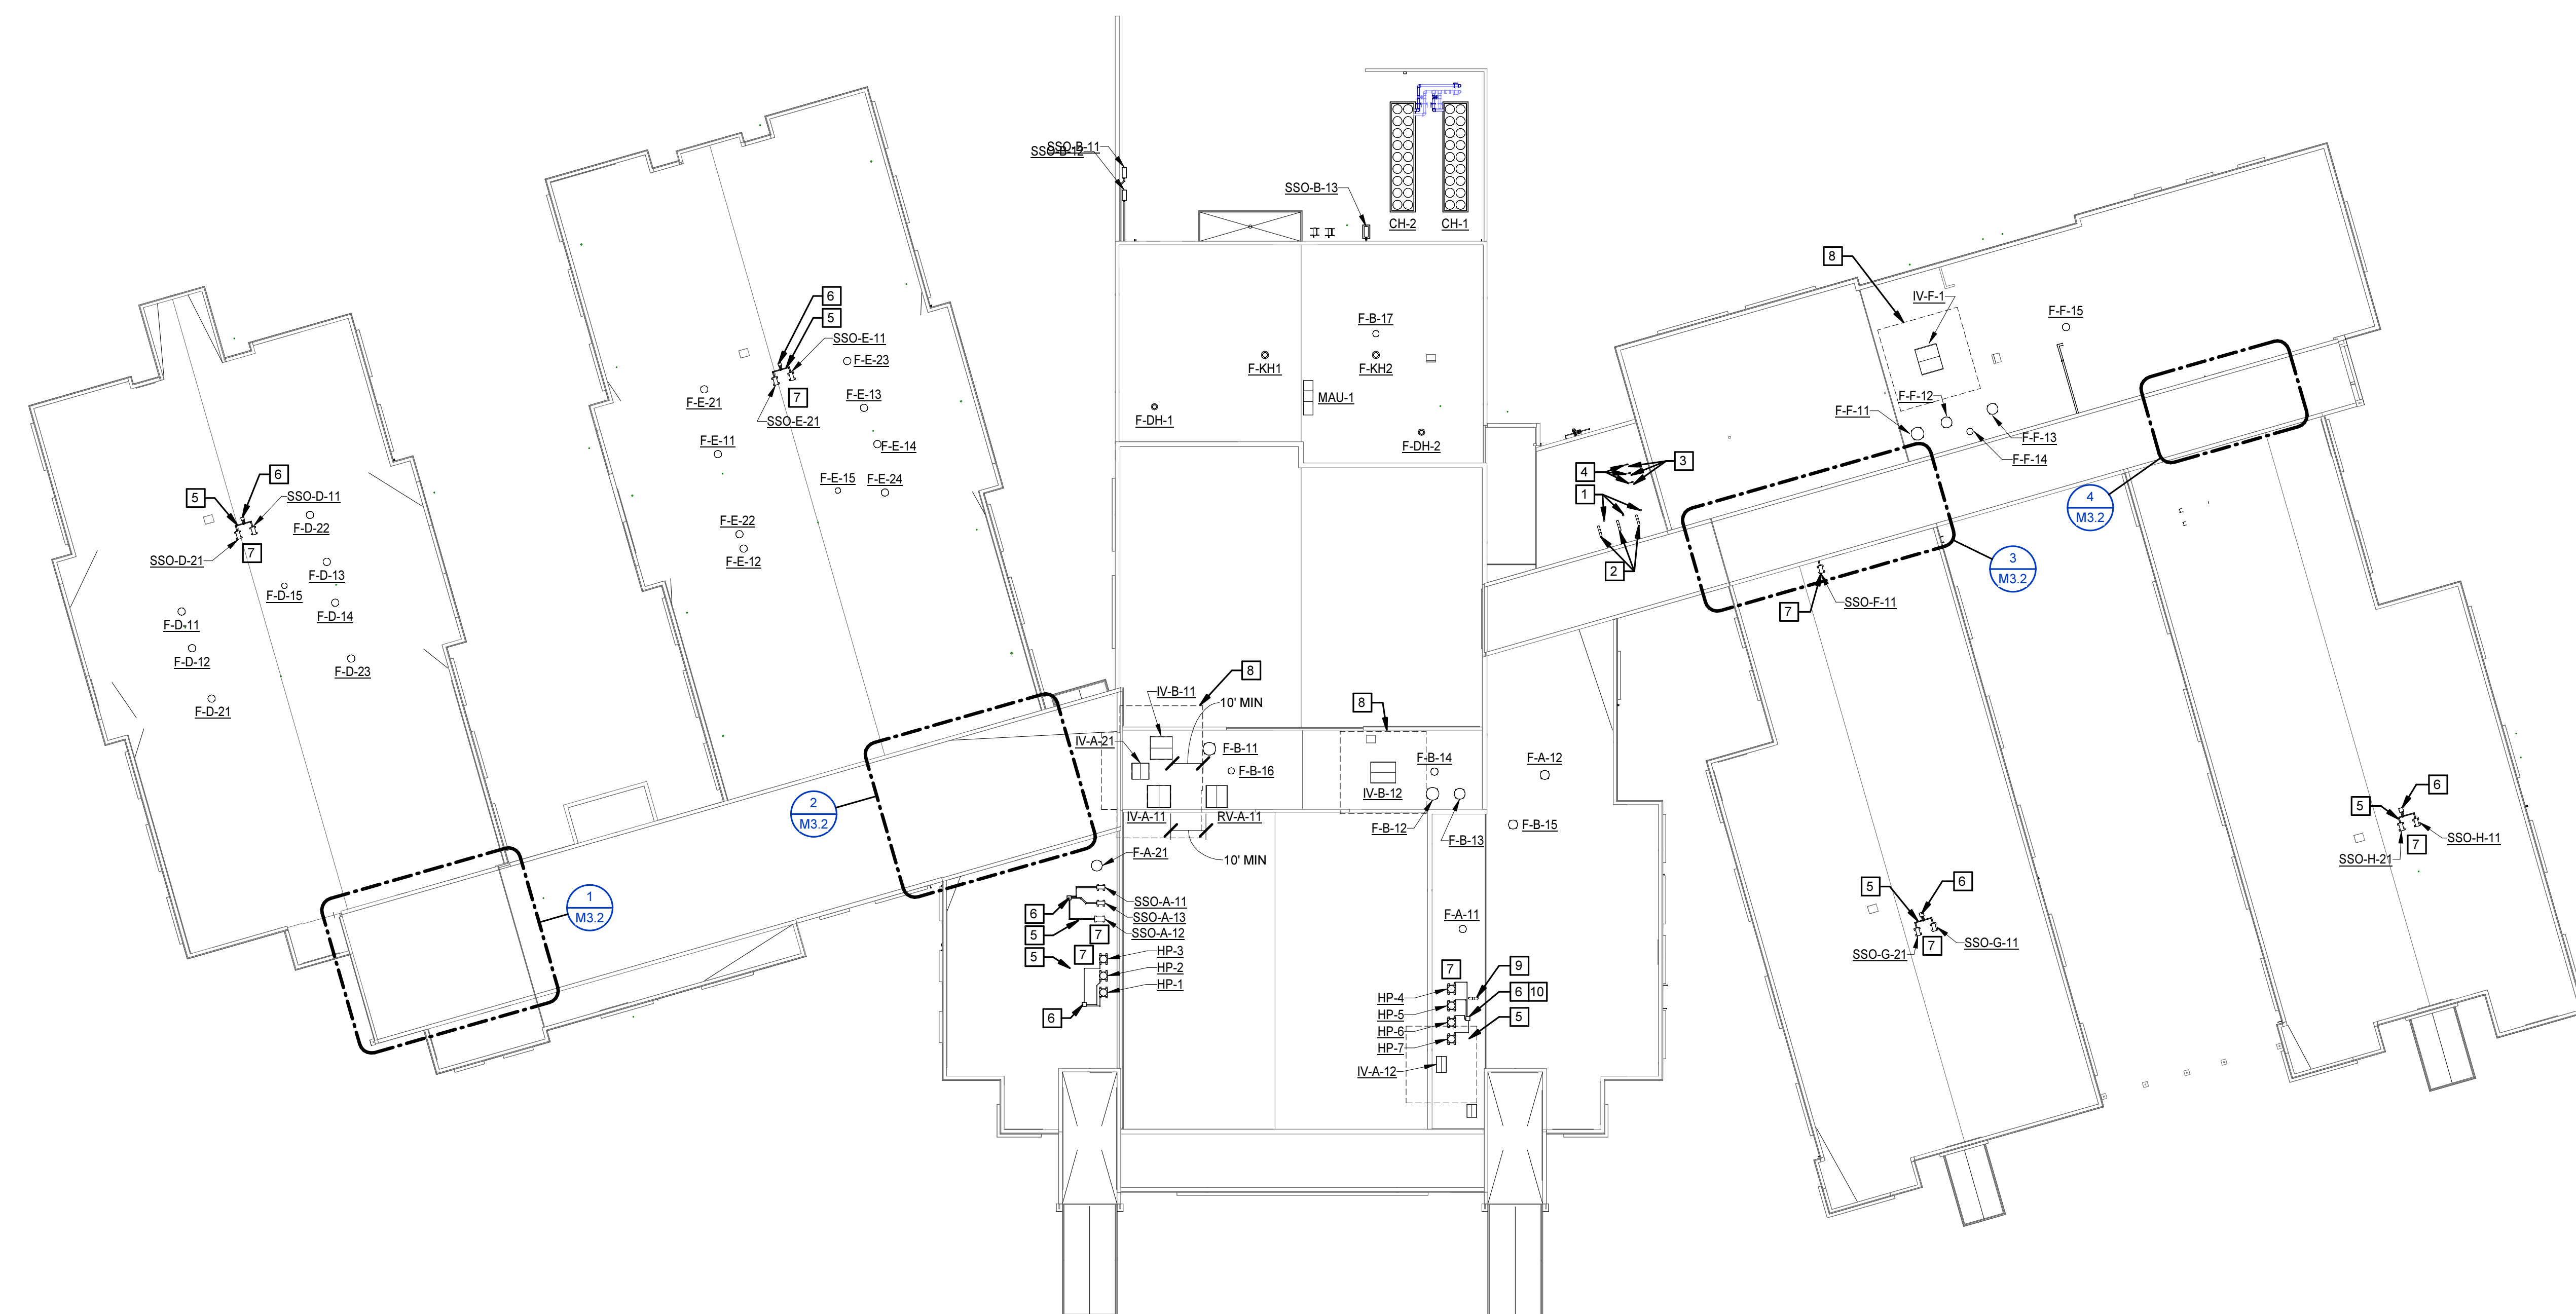 SSO-B-11
SSO-B-12
SSO-B-13
CH-2
CH-1
8
IV-F-1
F-F-15
6
5
SSO-E-11
F-E-23
7
SSO-E-21
F-E-21
F-E-13
F-E-11
F-E-14
F-E-15
F-E-24
F-E-22
F-E-12
F-B-17
F-KH1
F-KH2
MAU-1
F-DH-1
F-DH-2
F-F-12
F-F-11
F-F-13
F-F-14
4
3
1
2
4
M3.2
3
M3.2
7
SSO-F-11
6
5
SSO-D-11
F-D-22
7
SSO-D-21
F-D-13
F-D-15
F-D-14
F-D-11
F-D-12
F-D-23
F-D-21
8
IV-B-11
10' MIN
8
IV-A-21
F-B-11
F-B-16
F-B-14
F-A-12
IV-B-12
2
M3.2
IV-A-11
RV-A-11
F-B-12
F-B-13
F-B-15
F-A-21
10' MIN
1
M3.2
SSO-A-11
6
SSO-A-13
5
SSO-A-12
7
7
HP-3
5
HP-2
HP-1
6
F-A-11
7
9
HP-4
6
10
HP-5
5
HP-6
HP-7
IV-A-12
6
5
SSO-H-11
7
SSO-H-21
5
6
SSO-G-11
7
SSO-G-21